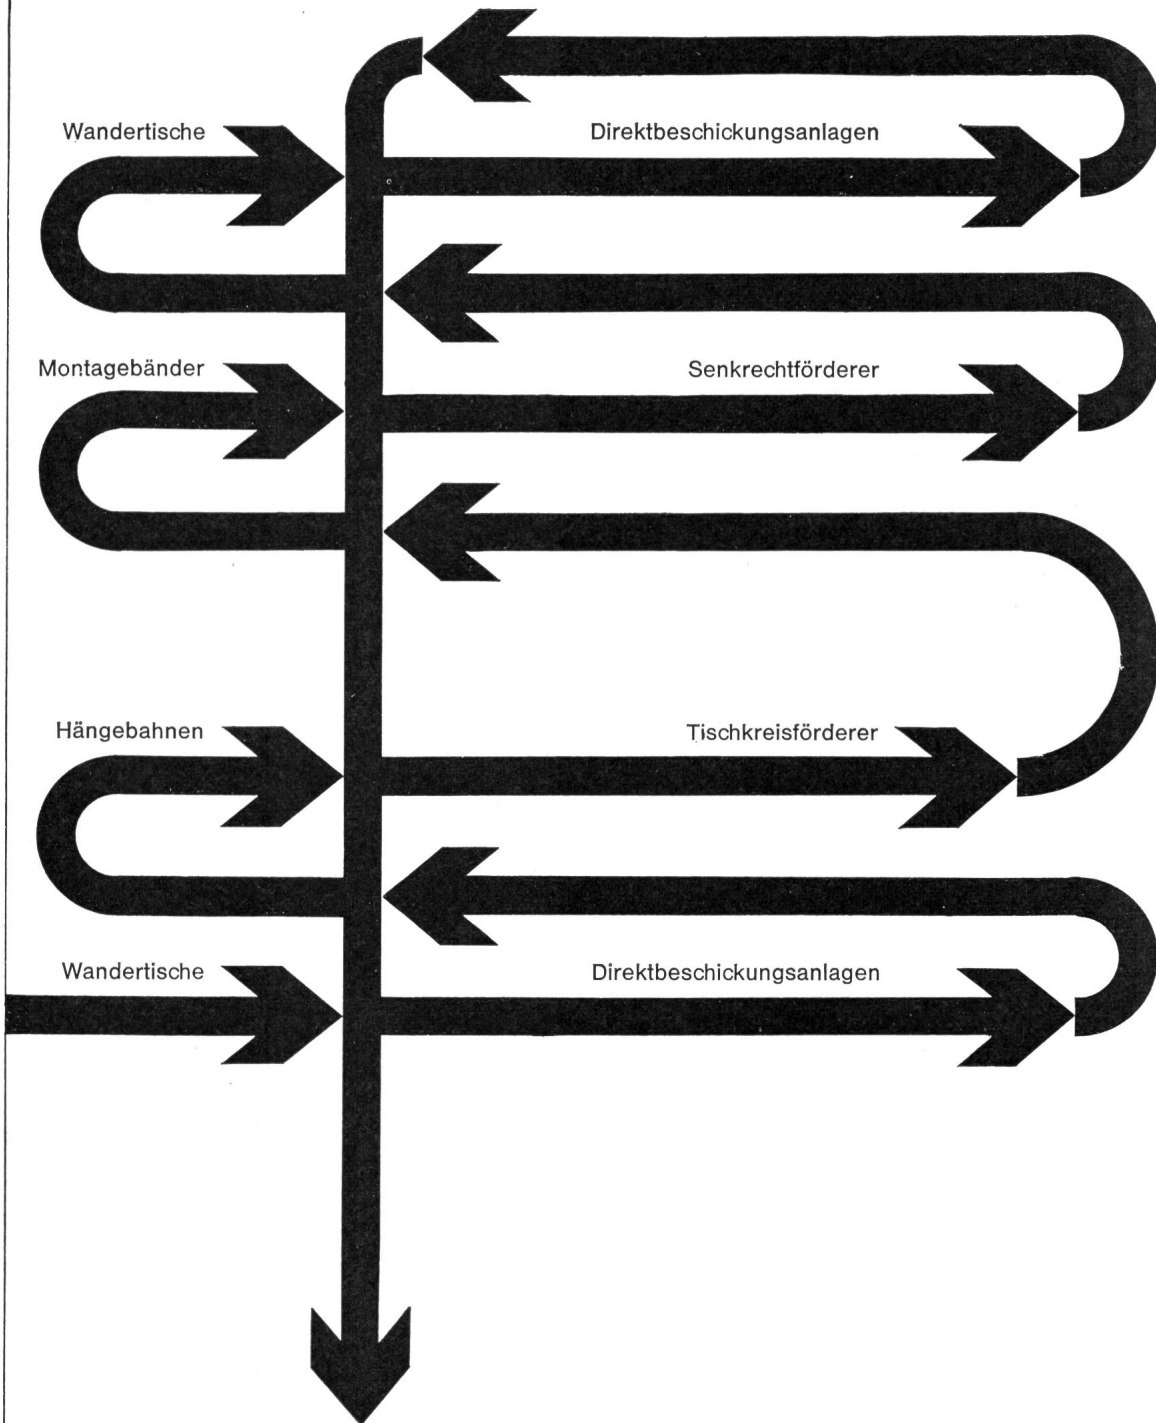 Wandertische
Direktbeschickungsanlagen
Montagebänder
Senkrechtförderer
Hängebahnen
Tischkreisförderer
Wandertische
Direktbeschickungsanlagen